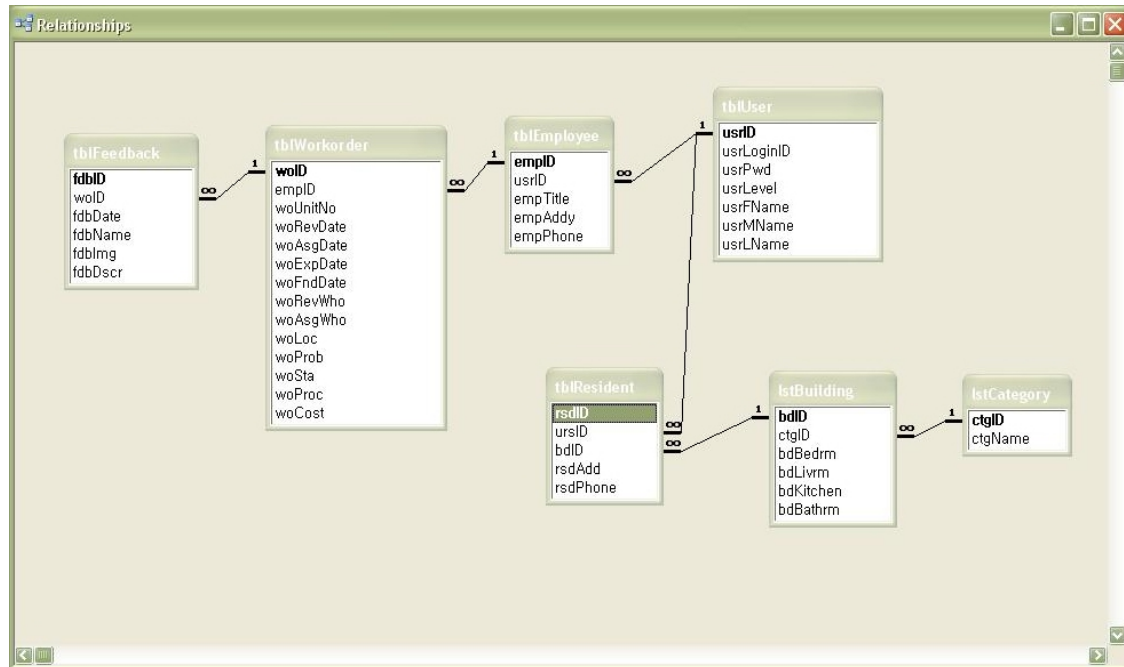 Relationships
tblFeedback
fdbID
woID
fdbDate
fdbName
fdbImg
fdbDscr
1
∞
tblWorkorder
woID
empID
woUnitNo
woRevDate
woAsgDate
woExpDate
woFndDate
woRevWho
woAsgWho
woLoc
woProb
woSta
woProc
woCost
1
∞
tblEmployee
empID
usrID
empTitle
empAddy
empPhone
1
∞
tblUser
usrID
usrLoginID
usrPwd
usrLevel
usrFName
usrMName
usrLName
tblResident
rsdID
ursID
bdID
rsdAdd
rsdPhone
∞
∞
1
lstBuilding
bdID
ctgID
bdBedrm
bdLivrm
bdKitchen
bdBathrm
1
∞
lstCategory
ctgID
ctgName